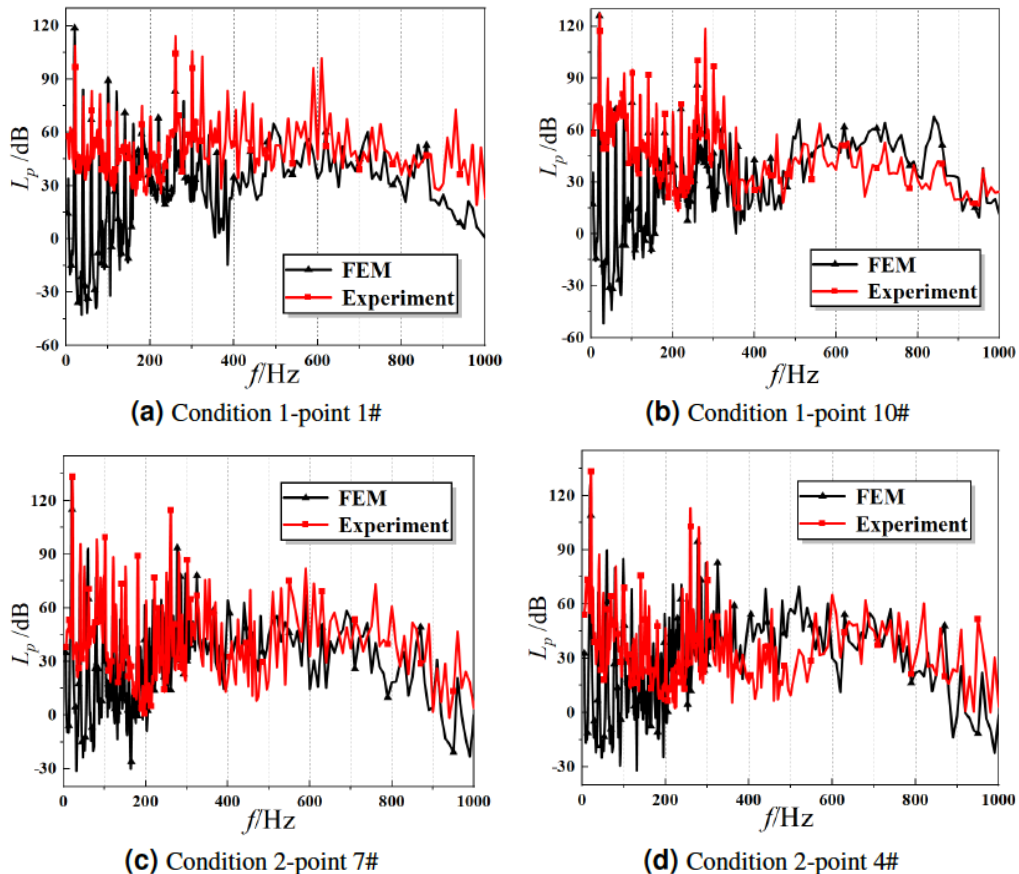 120
90
60
30
0
-30
-60
L_p /dB
FEM
Experiment
0 200 400 600 800 1000
f/Hz
(a) Condition 1-point 1#
120
90
60
30
0
-30
-60
L_p /dB
FEM
Experiment
0 200 400 600 800 1000
f/Hz
(b) Condition 1-point 10#
120
90
60
30
0
-30
L_p /dB
FEM
Experiment
0 200 400 600 800 1000
f/Hz
(c) Condition 2-point 7#
120
90
60
30
0
-30
L_p /dB
FEM
Experiment
0 200 400 600 800 1000
f/Hz
(d) Condition 2-point 4#